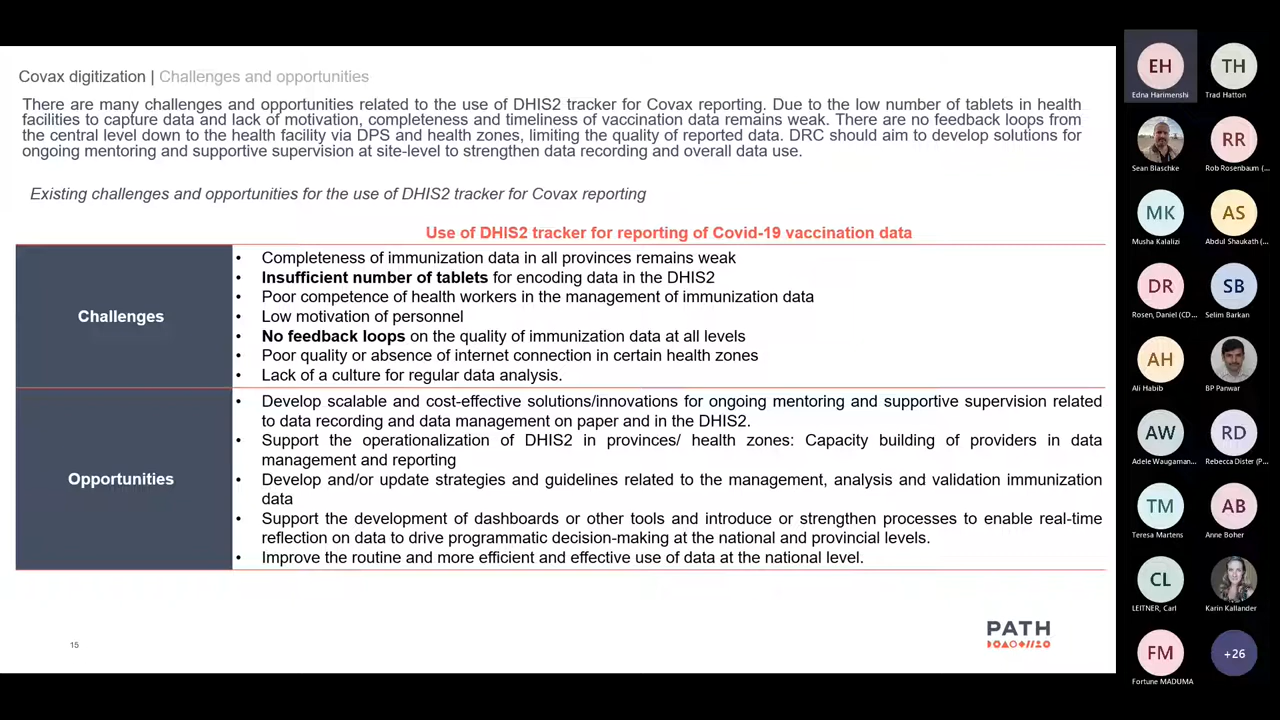 Covax digitization | Challenges and opportunities
There are many challenges and opportunities related to the use of DHIS2 tracker for Covax reporting. Due to the low number of tablets in health
facilities to capture data and lack of motivation, completeness and timeliness of vaccination data remains weak. There are no feedback loops from
the central level down to the health facility via DPS and health zones, limiting the quality of reported data. DRC should aim to develop solutions for
ongoing mentoring and supportive supervision at site-level to strengthen data recording and overall data use.
Existing challenges and opportunities for the use of DHIS2 tracker for Covax reporting
Use of DHIS2 tracker for reporting of Covid-19 vaccination data
Challenges
• Completeness of immunization data in all provinces remains weak
• Insufficient number of tablets for encoding data in the DHIS2
• Poor competence of health workers in the management of immunization data
• Low motivation of personnel
• No feedback loops on the quality of immunization data at all levels
• Poor quality or absence of internet connection in certain health zones
• Lack of a culture for regular data analysis.
Opportunities
• Develop scalable and cost-effective solutions/innovations for ongoing mentoring and supportive supervision related
to data recording and data management on paper and in the DHIS2.
• Support the operationalization of DHIS2 in provinces/ health zones: Capacity building of providers in data
management and reporting
• Develop and/or update strategies and guidelines related to the management, analysis and validation immunization
data
• Support the development of dashboards or other tools and introduce or strengthen processes to enable real-time
reflection on data to drive programmatic decision-making at the national and provincial levels.
• Improve the routine and more efficient and effective use of data at the national level.
15
PATH
EH
Edna Harimenshi
TH
Trad Hatton
Sean Blaschke
RR
Rob Rosenbaum (...
MK
Musha Kalalizi
AS
Abdul Shaukath (...
DR
Rosen, Daniel (CD...
SB
Selim Barkan
AH
Ali Habib
BP Panwar
AW
Adele Waugaman...
RD
Rebecca Dister (P...
TM
Teresa Martens
AB
Anne Boher
CL
LEITNER, Carl
Karin Kallander
FM
Fortune MADUMA
+26